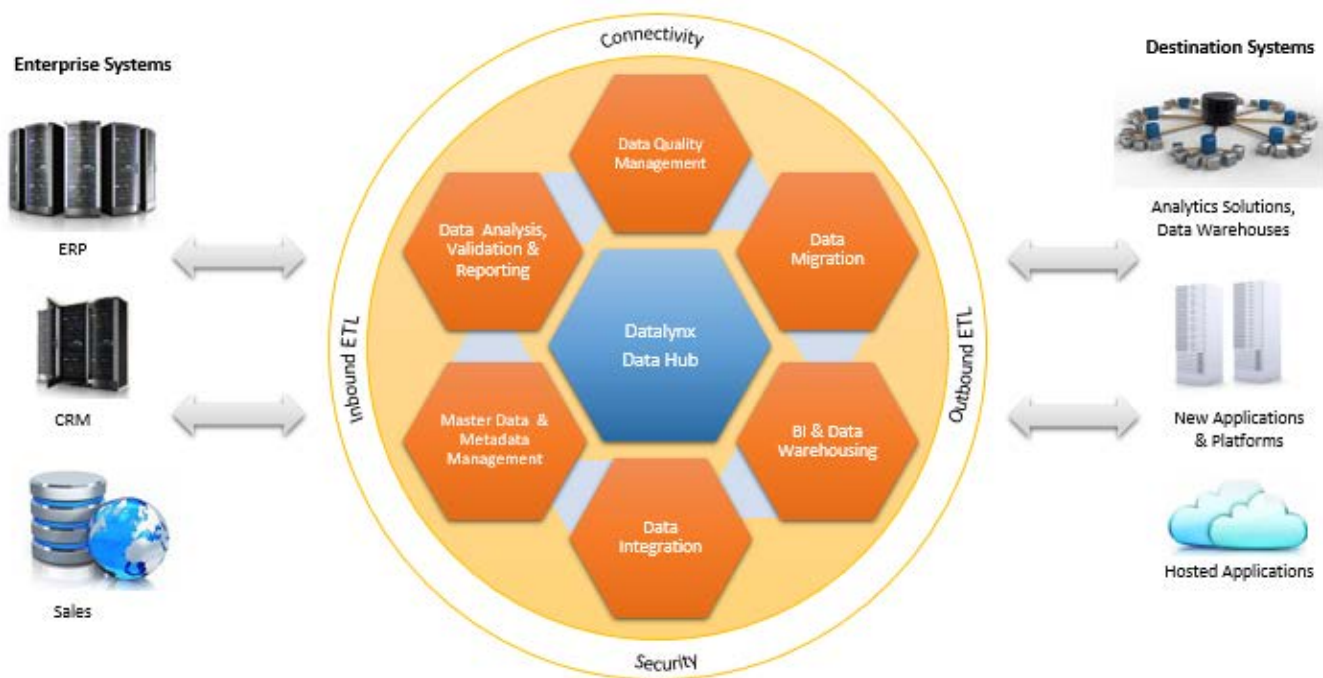 Connectivity
Enterprise Systems
Destination Systems
Data Quality
Management
Data Analysis,
Validation &
Reporting
Data
Migration
ERP
Analytics Solutions,
Data Warehouses
Inbound ETL
Datalynx
Data Hub
Outbound ETL
CRM
Master Data &
Metadata
Management
BI & Data
Warehousing
New Applications
& Platforms
Data
Integration
Sales
Hosted Applications
Security